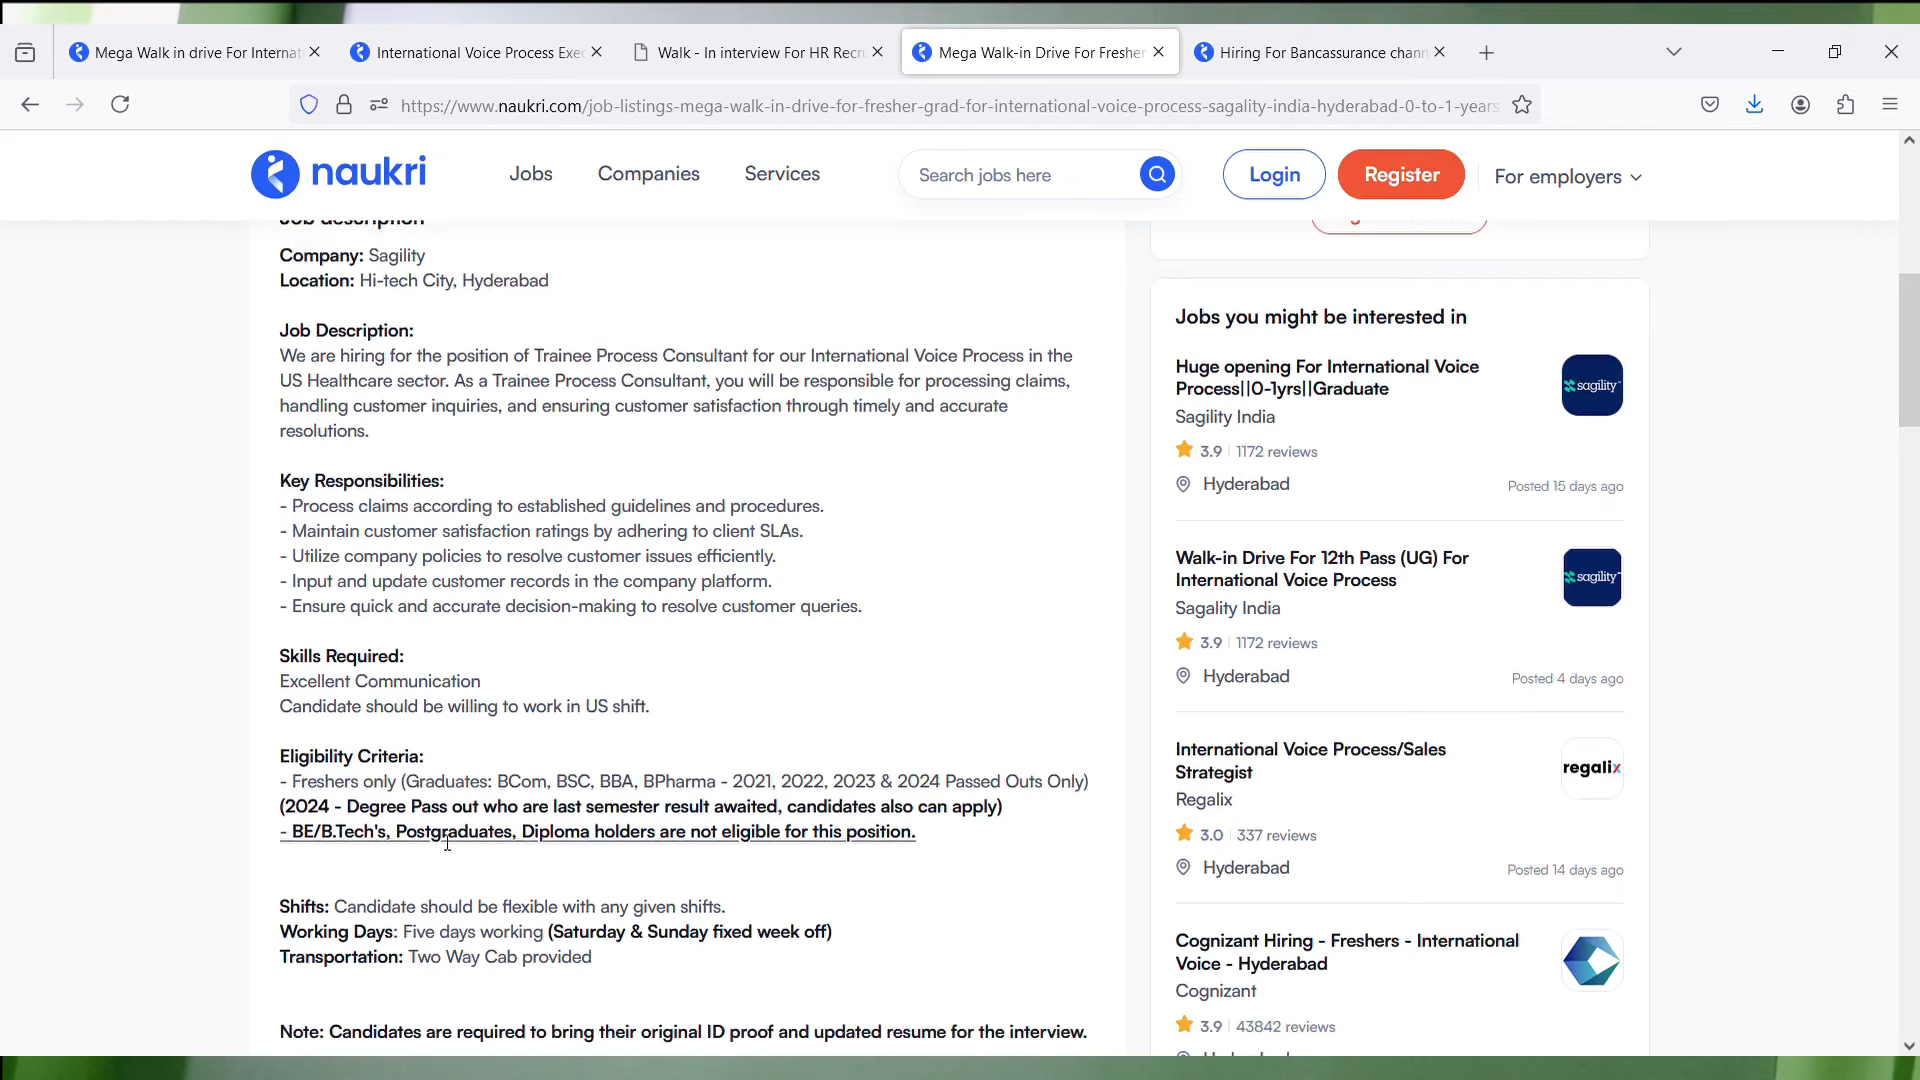 Mega Walk in drive For Internat
International Voice Process Exec
Walk - In interview For HR Recru
Mega Walk-in Drive For Fresher
Hiring For Bancassurance chann
https://www.naukri.com/job-listings-mega-walk-in-drive-for-fresher-grad-for-international-voice-process-sagality-india-hyderabad-0-to-1-years
naukri
Jobs
Companies
Services
Search jobs here
Login
Register
For employers
Job description
Company: Sagility
Location: Hi-tech City, Hyderabad
Job Description:
We are hiring for the position of Trainee Process Consultant for our International Voice Process in the
US Healthcare sector. As a Trainee Process Consultant, you will be responsible for processing claims,
handling customer inquiries, and ensuring customer satisfaction through timely and accurate
resolutions.
Key Responsibilities:
- Process claims according to established guidelines and procedures.
- Maintain customer satisfaction ratings by adhering to client SLAs.
- Utilize company policies to resolve customer issues efficiently.
- Input and update customer records in the company platform.
- Ensure quick and accurate decision-making to resolve customer queries.
Skills Required:
Excellent Communication
Candidate should be willing to work in US shift.
Eligibility Criteria:
- Freshers only (Graduates: BCom, BSC, BBA, BPharma - 2021, 2022, 2023 & 2024 Passed Outs Only)
(2024 - Degree Pass out who are last semester result awaited, candidates also can apply)
- BE/B.Tech's, Postgraduates, Diploma holders are not eligible for this position.
Shifts: Candidate should be flexible with any given shifts.
Working Days: Five days working (Saturday & Sunday fixed week off)
Transportation: Two Way Cab provided
Note: Candidates are required to bring their original ID proof and updated resume for the interview.
Jobs you might be interested in
Huge opening For International Voice
Process||0-1yrs||Graduate
sagility
Sagility India
3.9 | 1172 reviews
Hyderabad
Posted 15 days ago
Walk-in Drive For 12th Pass (UG) For
International Voice Process
sagility
Sagality India
3.9 | 1172 reviews
Hyderabad
Posted 4 days ago
International Voice Process/Sales
Strategist
regalix
Regalix
3.0 | 337 reviews
Hyderabad
Posted 14 days ago
Cognizant Hiring - Freshers - International
Voice - Hyderabad
Cognizant
3.9 | 43842 reviews